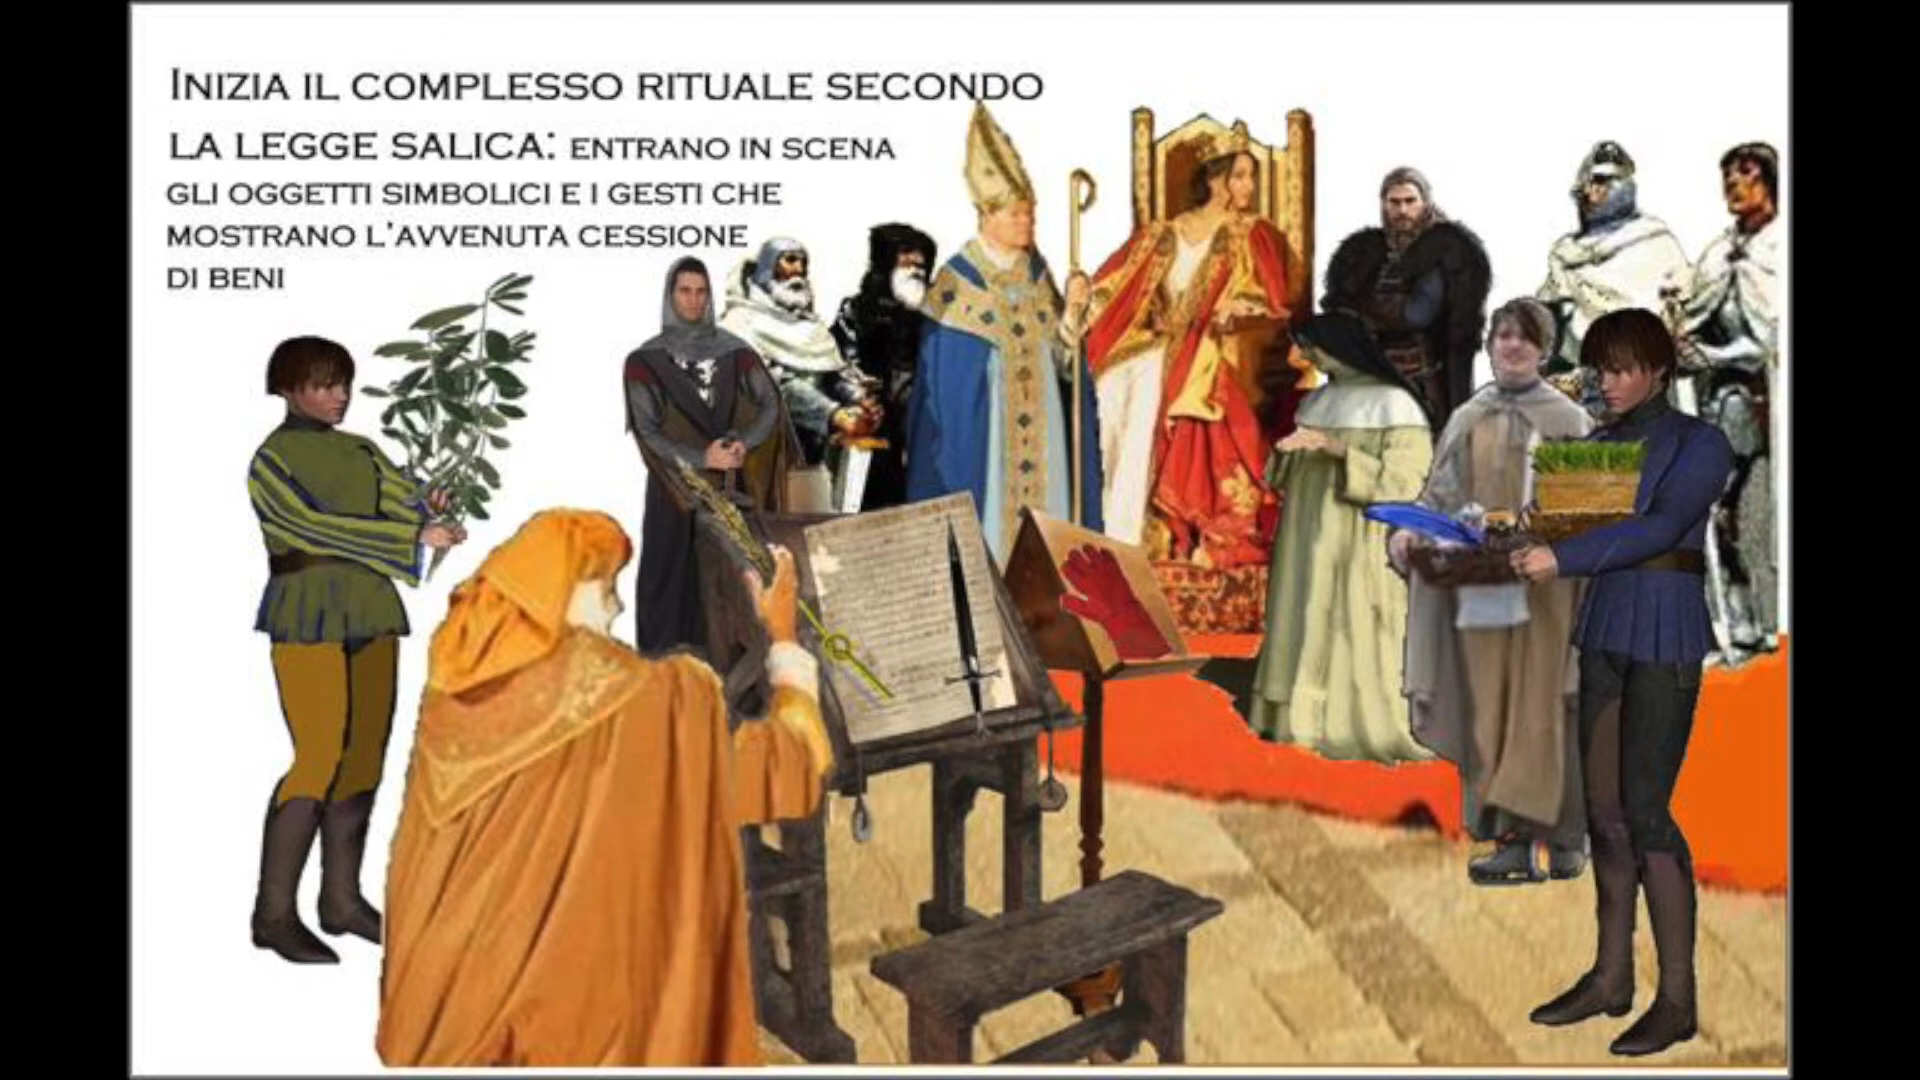 INIZIA IL COMPLESSO RITUALE SECONDO
LA LEGGE SALICA: ENTRANO IN SCENA
GLI OGGETTI SIMBOLICI E I GESTI CHE
MOSTRANO L'AVVENUTA CESSIONE
DI BENI